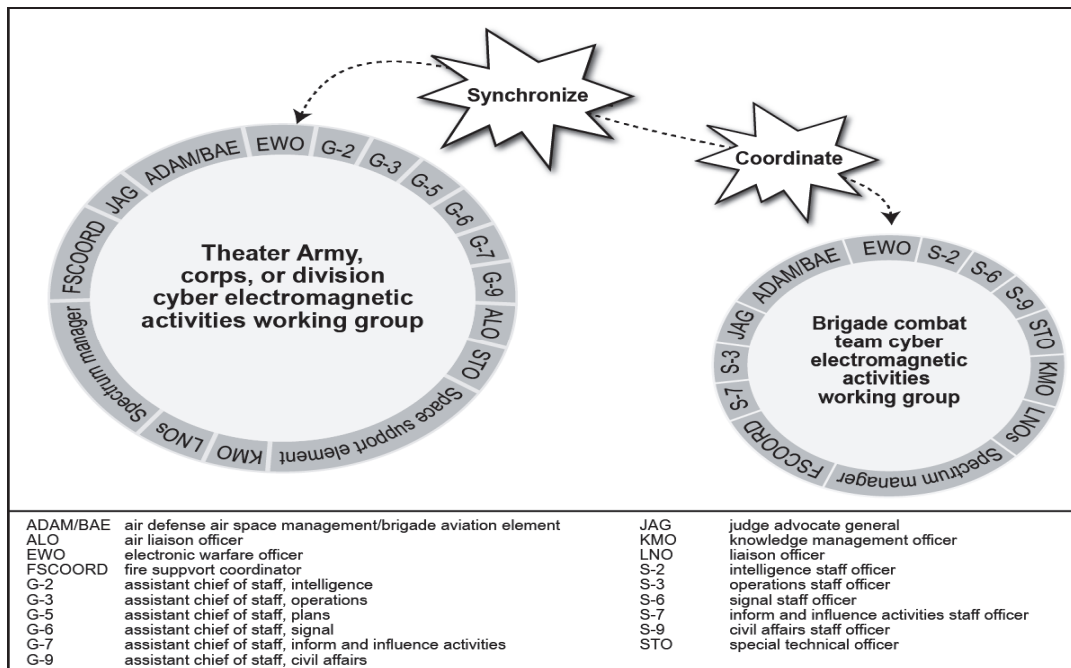 Synchronize
Coordinate
EWO
G-2
G-3
G-5
G-6
G-7
G-9
ALO
STO
Space support element
KMO
LNOs
Spectrum manager
FSCOORD
JAG
ADAM/BAE
Theater Army,
corps, or division
cyber electromagnetic
activities working group
EWO
S-2
S-6
S-9
STO
KMO
LNOs
Spectrum manager
FSCOORD
S-7
S-3
JAG
ADAM/BAE
Brigade combat
team cyber
electromagnetic
activities
working group
ADAM/BAE air defense air space management/brigade aviation element
ALO air liaison officer
EWO electronic warfare officer
FSCOORD fire suppvort coordinator
G-2 assistant chief of staff, intelligence
G-3 assistant chief of staff, operations
G-5 assistant chief of staff, plans
G-6 assistant chief of staff, signal
G-7 assistant chief of staff, inform and influence activities
G-9 assistant chief of staff, civil affairs
JAG judge advocate general
KMO knowledge management officer
LNO liaison officer
S-2 intelligence staff officer
S-3 operations staff officer
S-6 signal staff officer
S-7 inform and influence activities staff officer
S-9 civil affairs staff officer
STO special technical officer